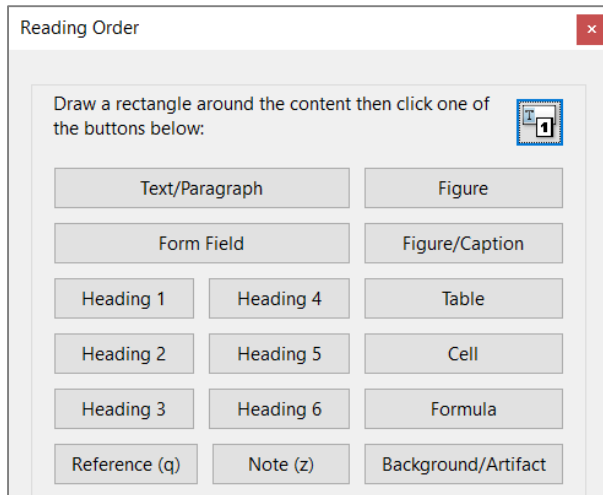 Reading Order
x
Draw a rectangle around the content then click one of
the buttons below:
T
1
Text/Paragraph
Figure
Form Field
Figure/Caption
Heading 1
Heading 4
Table
Heading 2
Heading 5
Cell
Heading 3
Heading 6
Formula
Reference (q)
Note (z)
Background/Artifact